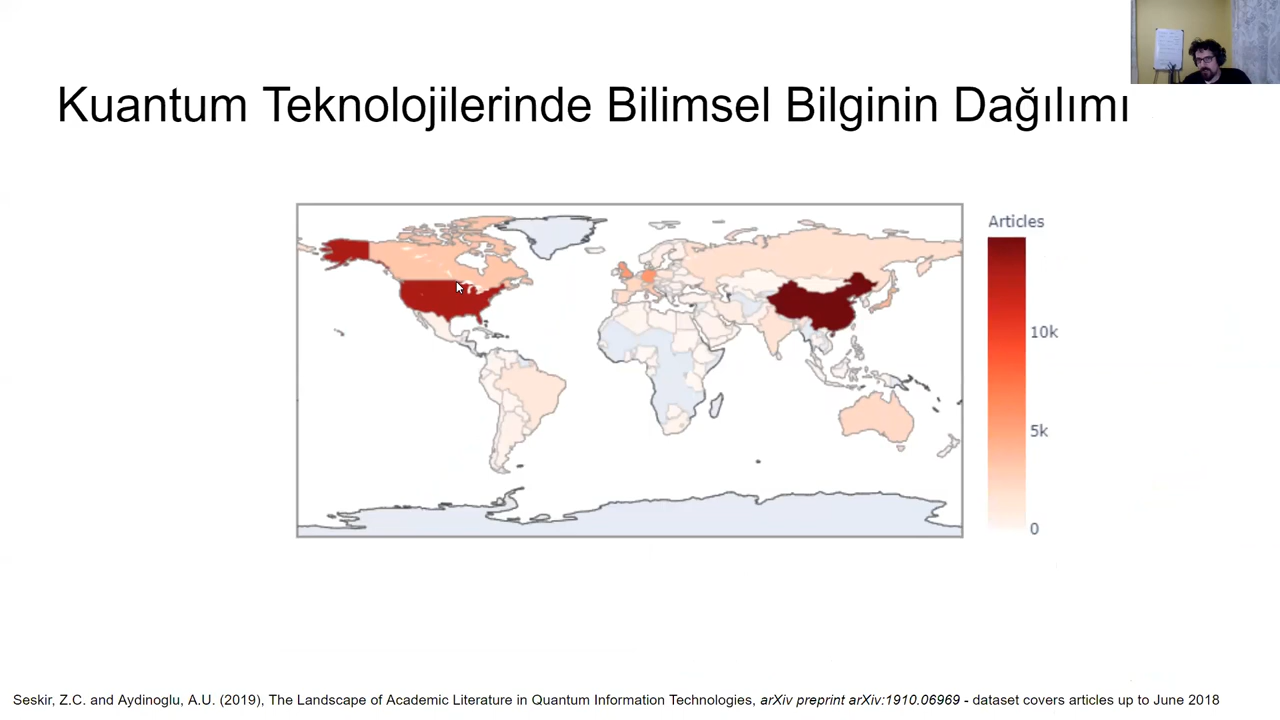 Kuantum Teknolojilerinde Bilimsel Bilginin Dağılımı
Articles
10k
5k
0
Seskir, Z.C. and Aydinoglu, A.U. (2019), The Landscape of Academic Literature in Quantum Information Technologies, arXiv preprint arXiv:1910.06969 - dataset covers articles up to June 2018